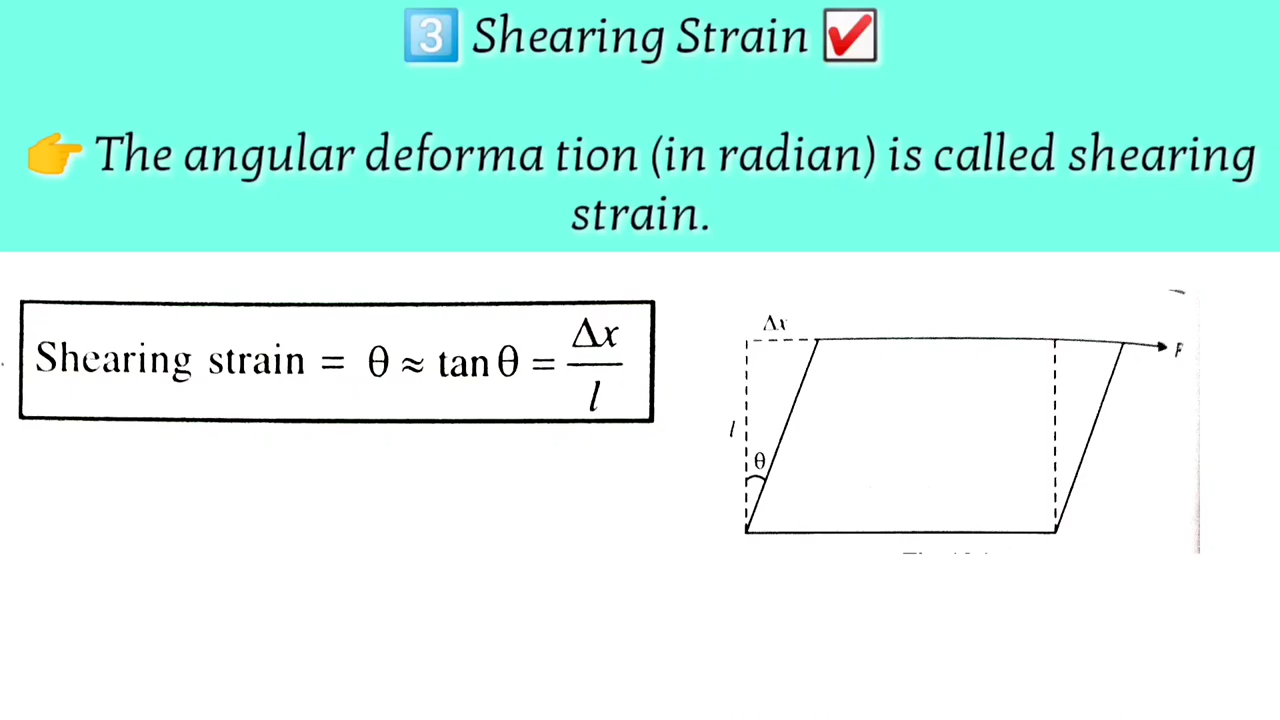 3️⃣ Shearing Strain ✔
👉 The angular deforma tion (in radian) is called shearing
strain.
Shearing strain = θ ≈ tan θ = Δx / l
Δx
F
l
θ